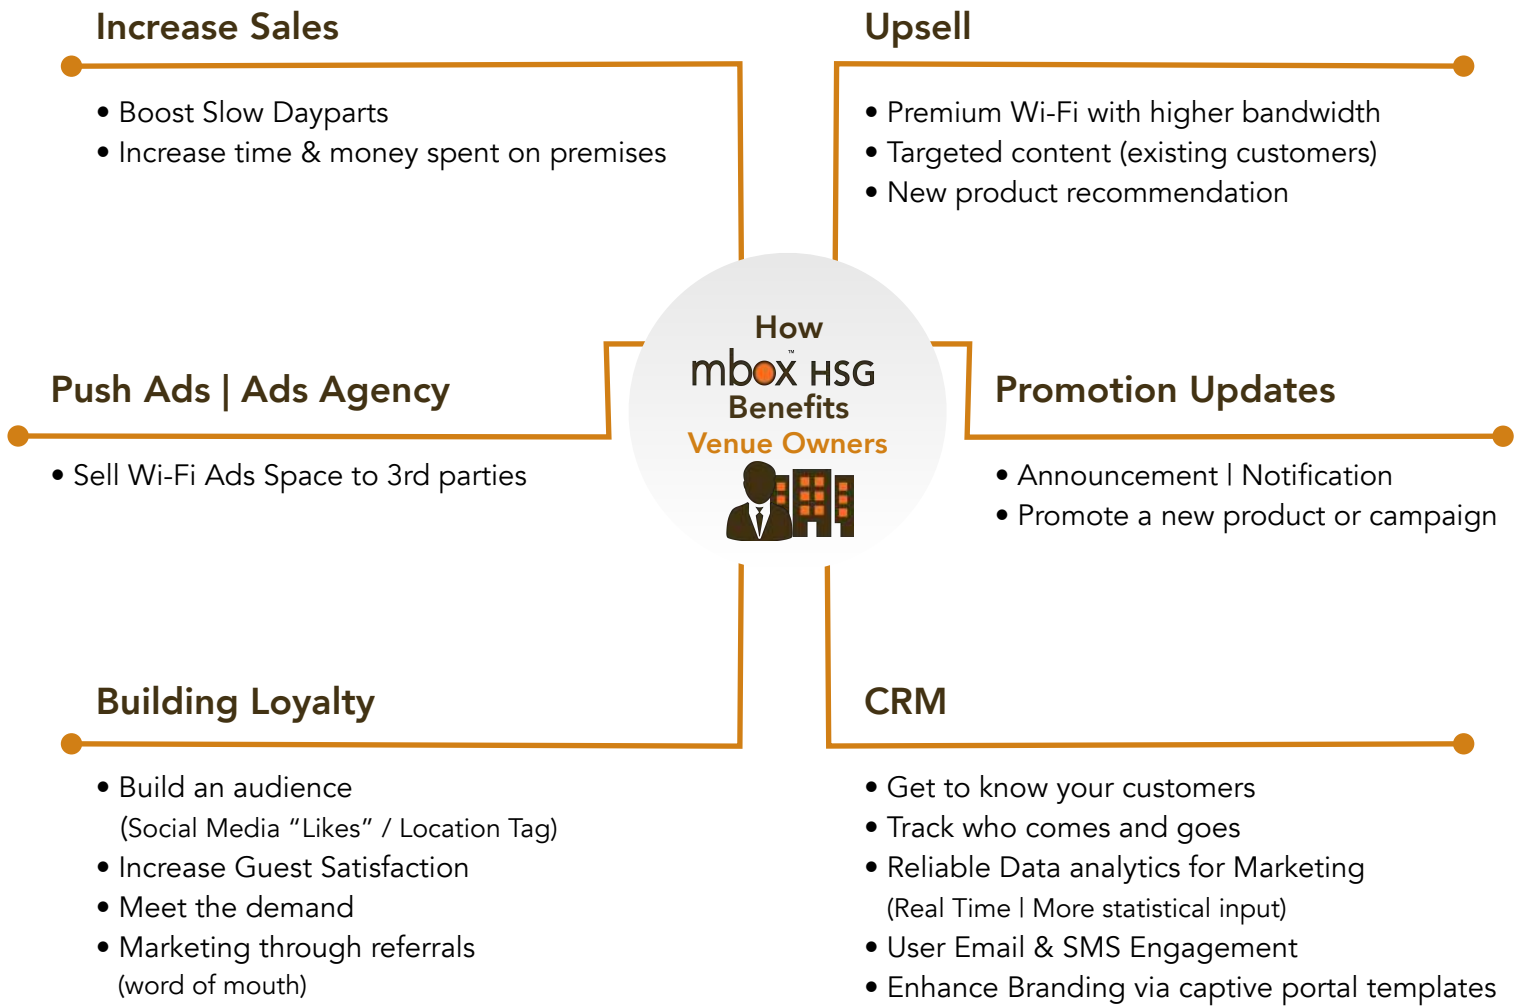 Increase Sales
• Boost Slow Dayparts
• Increase time & money spent on premises
Upsell
• Premium Wi-Fi with higher bandwidth
• Targeted content (existing customers)
• New product recommendation
How
mbox™ HSG
Benefits
Venue Owners
Push Ads | Ads Agency
• Sell Wi-Fi Ads Space to 3rd parties
Promotion Updates
• Announcement | Notification
• Promote a new product or campaign
Building Loyalty
• Build an audience
(Social Media “Likes” / Location Tag)
• Increase Guest Satisfaction
• Meet the demand
• Marketing through referrals
(word of mouth)
CRM
• Get to know your customers
• Track who comes and goes
• Reliable Data analytics for Marketing
(Real Time | More statistical input)
• User Email & SMS Engagement
• Enhance Branding via captive portal templates